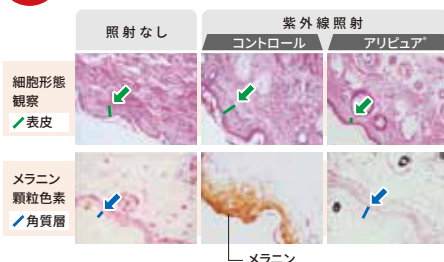 照射なし
紫外線照射
コントロール
アリピュア®
細胞形態
観察
表皮
メラニン
顆粒色素
角質層
メラニン